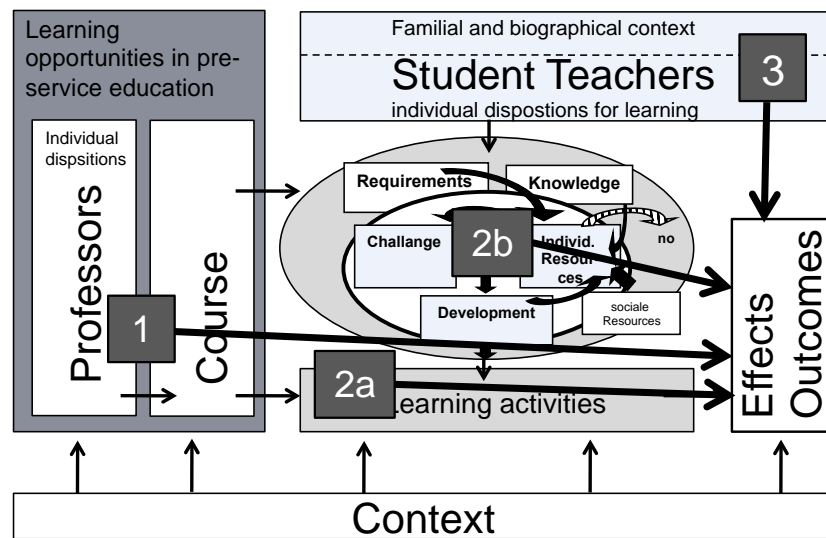 Learning
opportunities in pre-
service education
Individual
dispsitions
Professors
Course
1
Familial and biographical context
Student Teachers
individual dispostions for learning
3
Requirements
Knowledge
Challange
2b
Individ.
Resour
ces
no
Development
sociale
Resources
2a
Learning activities
Effects
Outcomes
Context